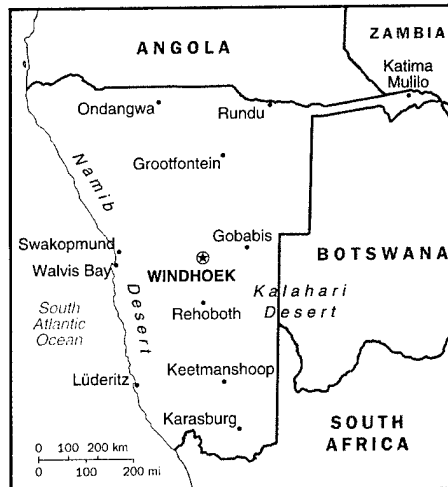 ANGOLA
ZAMBIA
Katima
Mulilo
Ondangwa
Rundu
Grootfontein
Namib
Desert
Swakopmund
Walvis Bay
Gobabis
WINDHOEK
BOTSWANA
Kalahari
Desert
Rehoboth
South
Atlantic
Ocean
Lüderitz
Keetmanshoop
Karasburg
SOUTH
AFRICA
0 100 200 km
0 100 200 mi